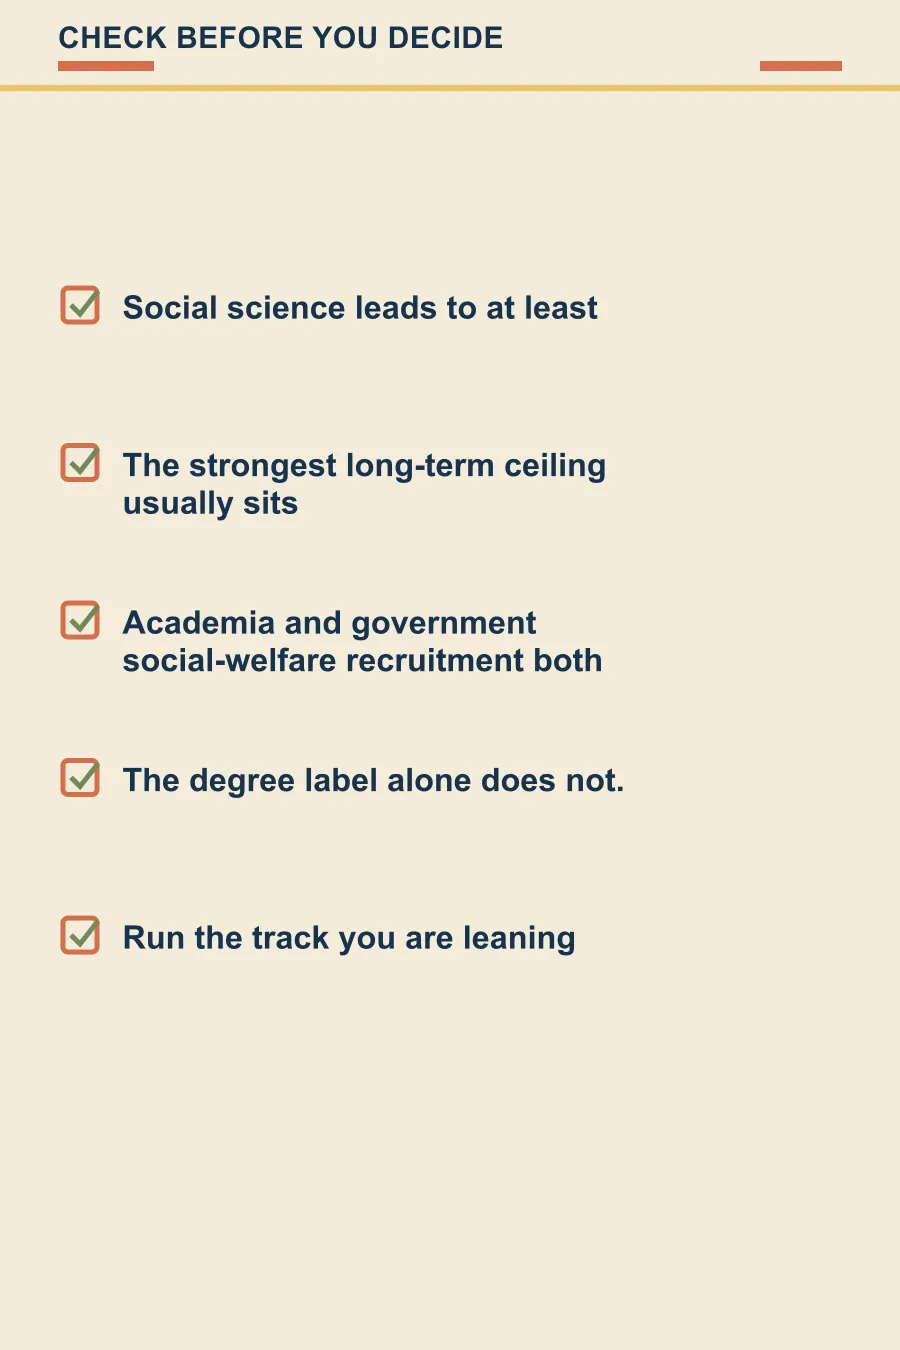 CHECK BEFORE YOU DECIDE
Social science leads to at least
The strongest long-term ceiling
usually sits
Academia and government
social-welfare recruitment both
The degree label alone does not.
Run the track you are leaning